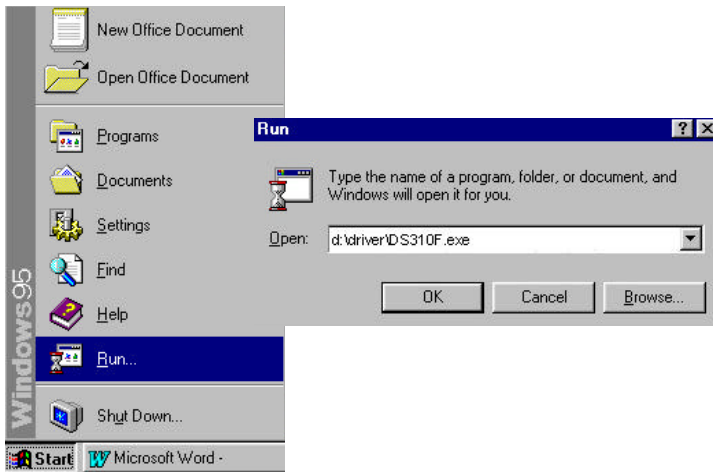 New Office Document
Open Office Document
Programs
Documents
Settings
Find
Help
Run...
Shut Down...
Windows95
Start
Microsoft Word -
Run
Type the name of a program, folder, or document, and
Windows will open it for you.
Open:
d:\driver\DS310F.exe
OK
Cancel
Browse...